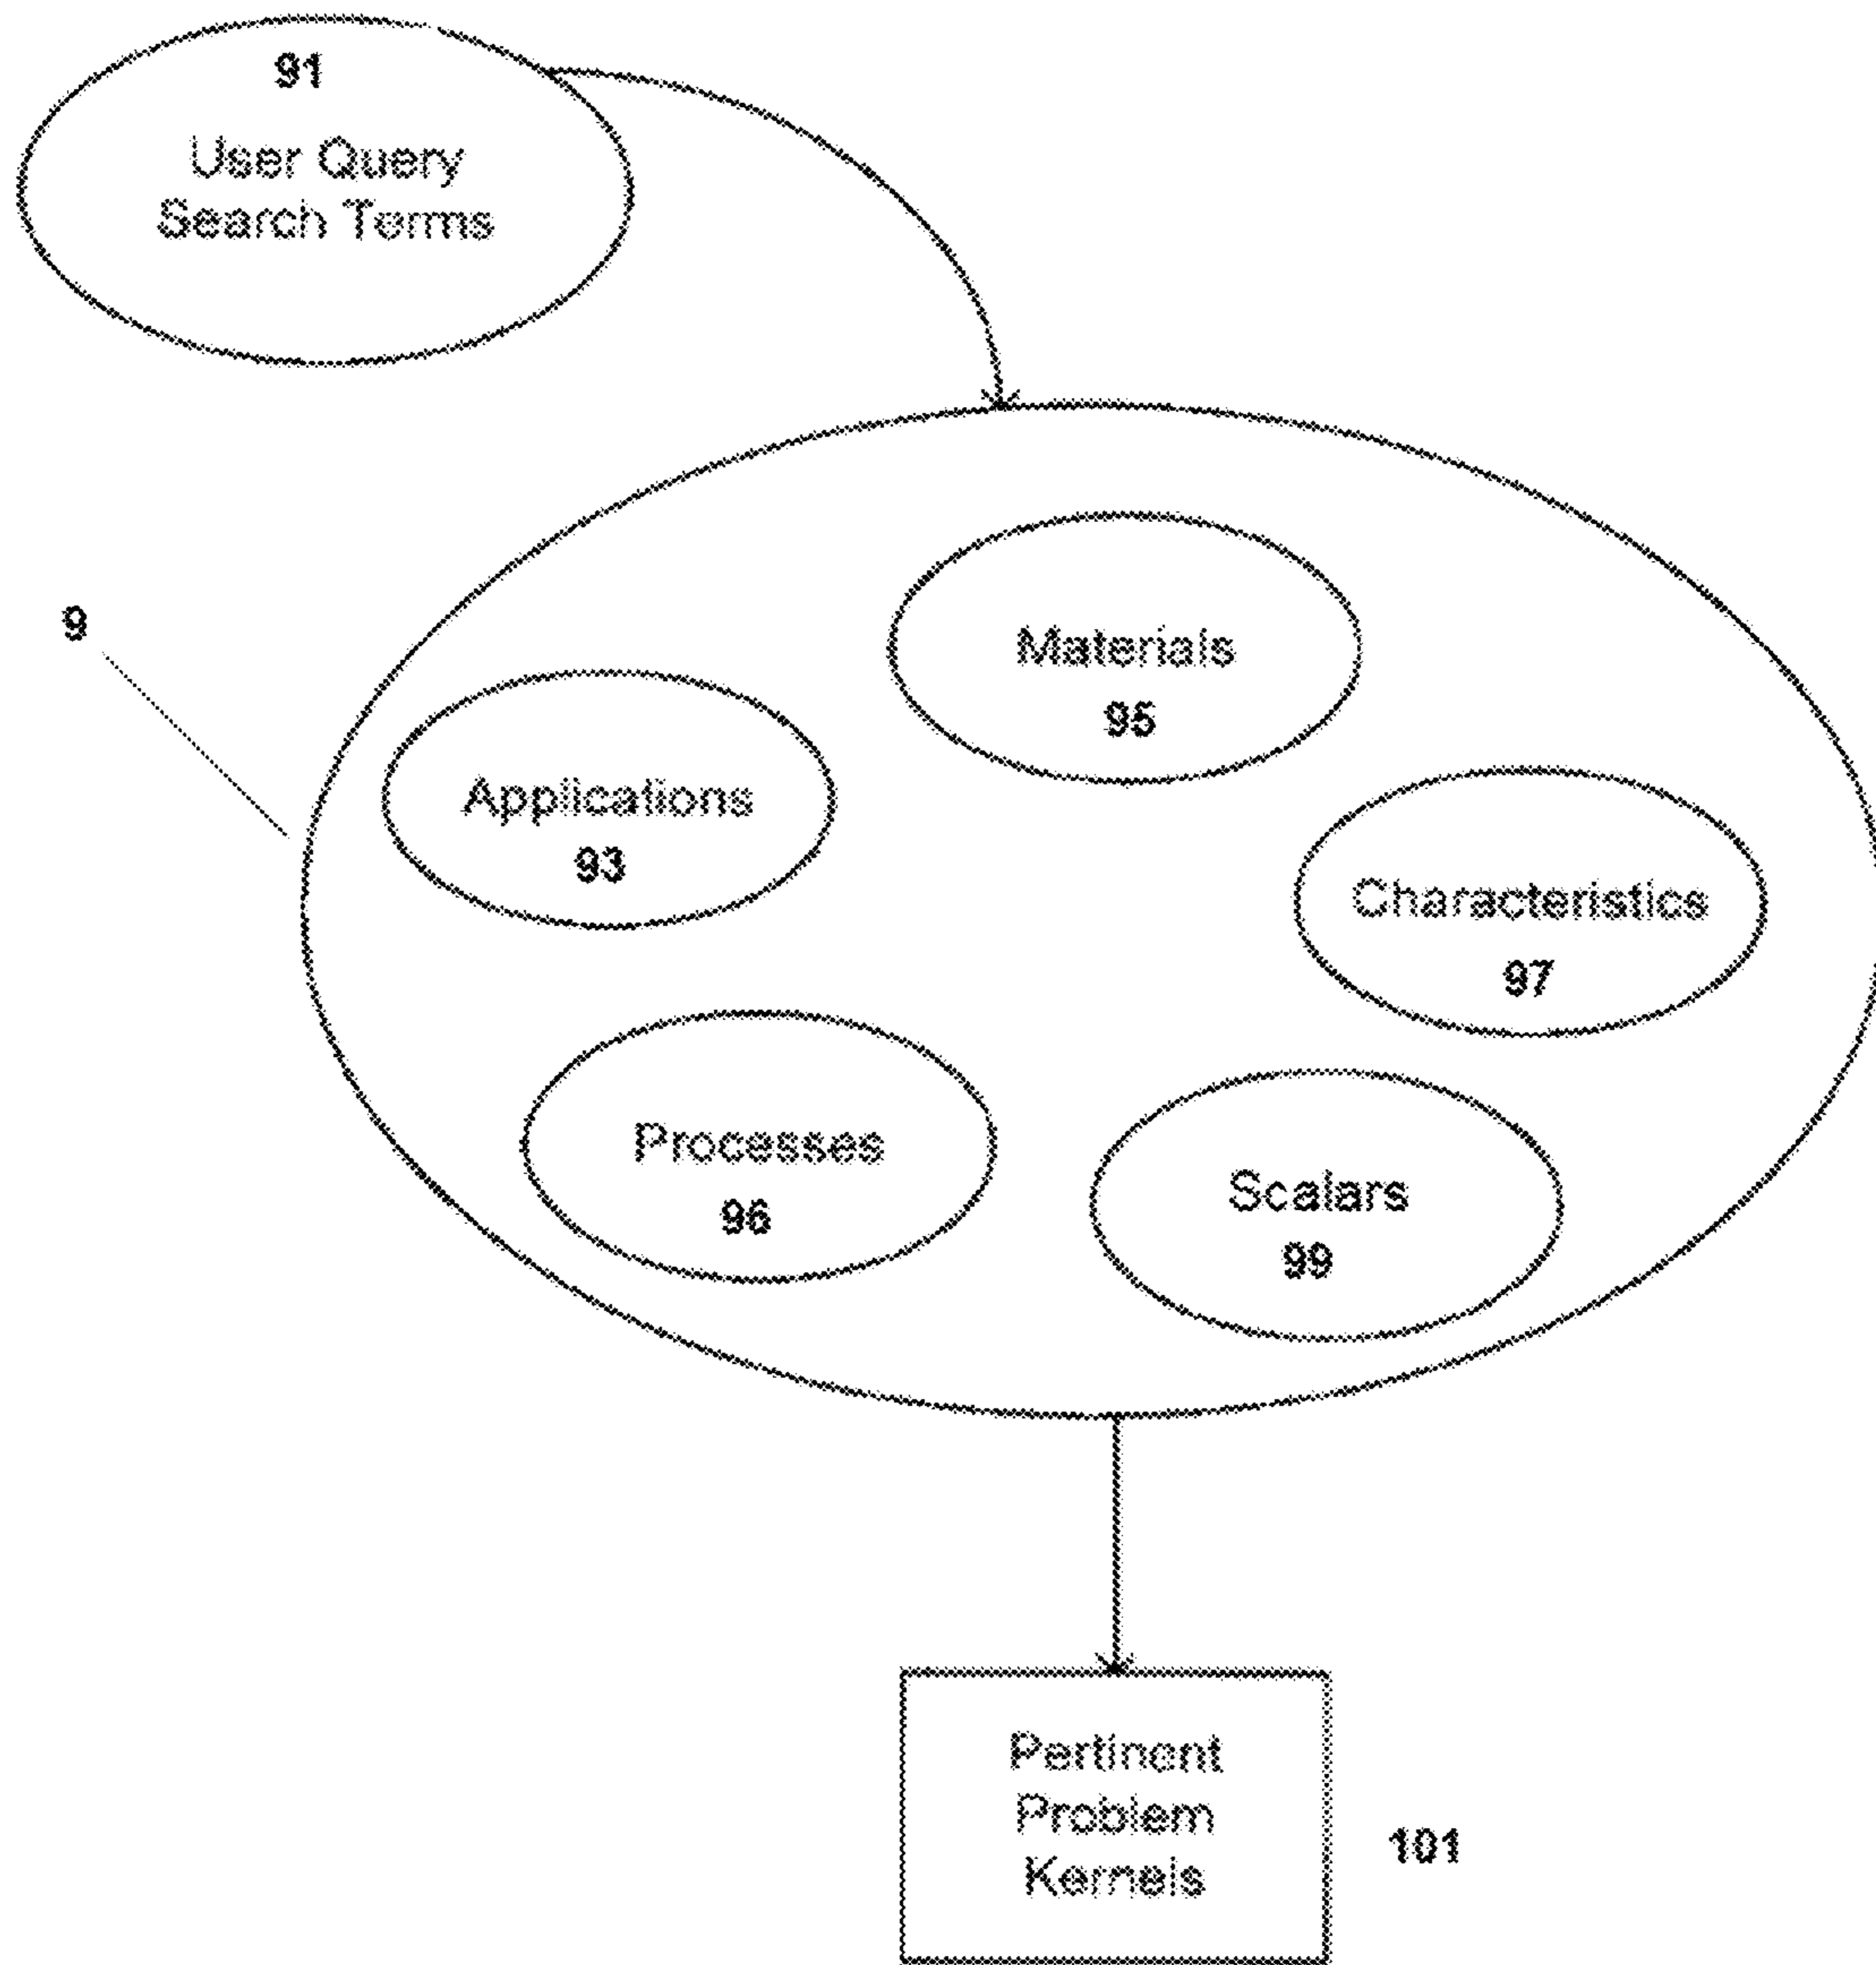 91
User Query
Search Terms
9
Materials
95
Applications
93
Characteristics
97
Processes
96
Scalars
99
Pertinent
Problem
Kernels
101